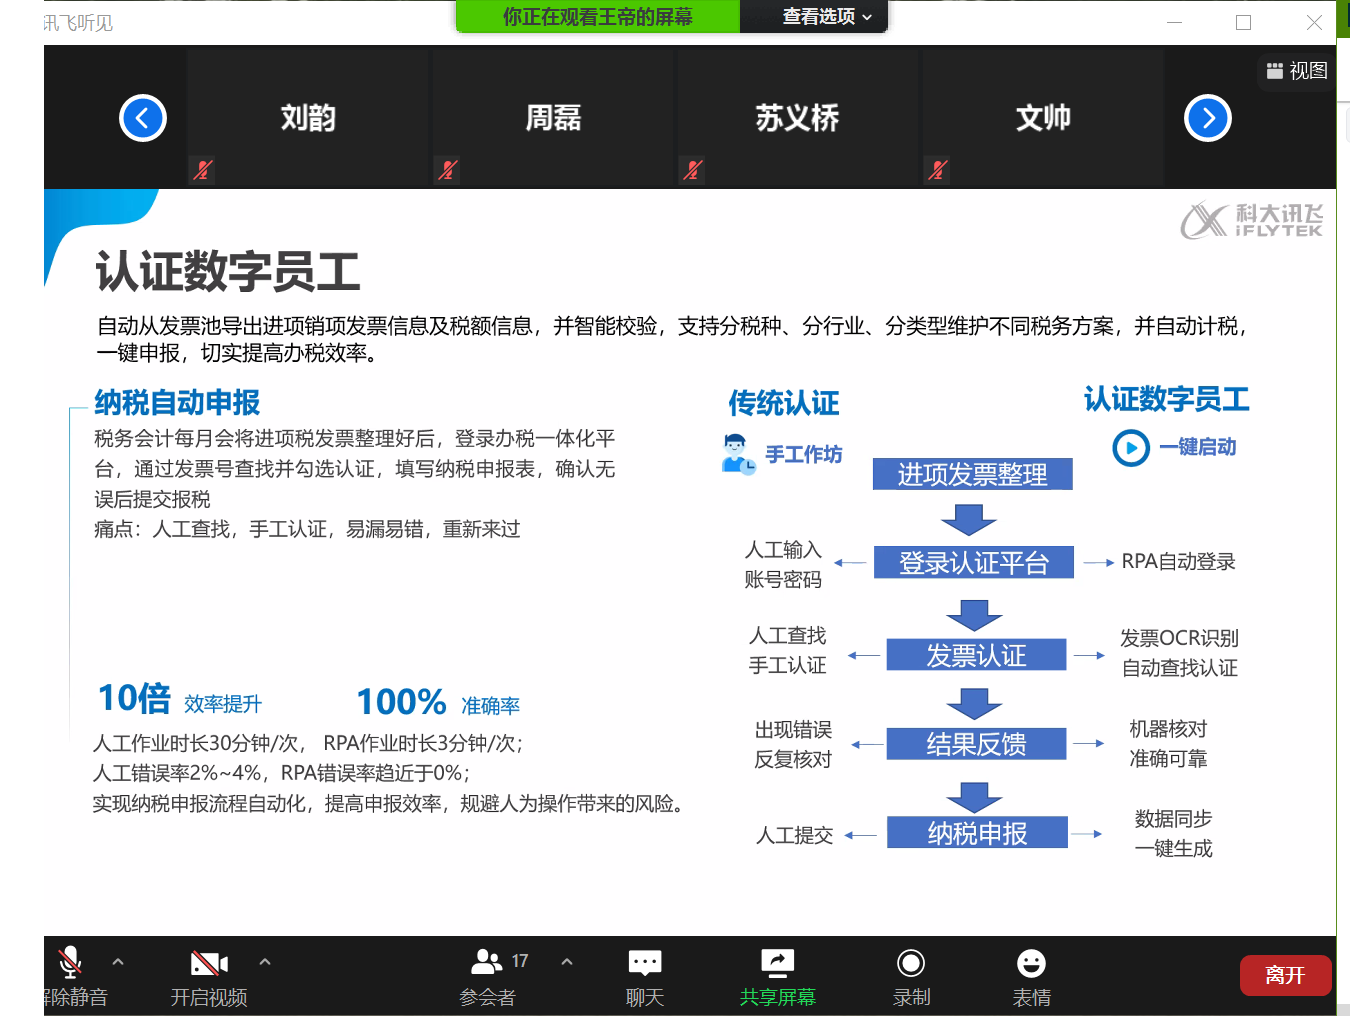 讯飞听见
你正在观看王帝的屏幕
查看选项
视图
刘韵
周磊
苏义桥
文帅
科大讯飞
iFLYTEK
认证数字员工
自动从发票池导出进项销项发票信息及税额信息，并智能校验，支持分税种、分行业、分类型维护不同税务方案，并自动计税，
一键申报，切实提高办税效率。
纳税自动申报
税务会计每月会将进项税发票整理好后，登录办税一体化平
台，通过发票号查找并勾选认证，填写纳税申报表，确认无
误后提交报税
痛点：人工查找，手工认证，易漏易错，重新来过
10倍 效率提升
100% 准确率
人工作业时长30分钟/次， RPA作业时长3分钟/次；
人工错误率2%~4%，RPA错误率趋近于0%；
实现纳税申报流程自动化，提高申报效率，规避人为操作带来的风险。
传统认证
手工作坊
认证数字员工
一键启动
进项发票整理
人工输入
账号密码
登录认证平台
RPA自动登录
人工查找
手工认证
发票认证
发票OCR识别
自动查找认证
出现错误
反复核对
结果反馈
机器核对
准确可靠
人工提交
纳税申报
数据同步
一键生成
解除静音
开启视频
17
参会者
聊天
共享屏幕
录制
表情
离开